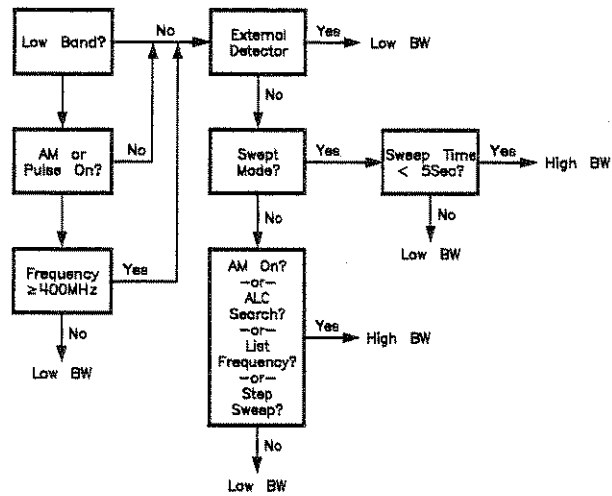 Low Band?
No
External
Detector
Yes
Low BW
No
AM or
Pulse On?
No
Swept
Mode?
Yes
Sweep Time
< 5Sec?
Yes
High BW
No
Low BW
No
Frequency
≥400MHz
Yes
No
Low BW
AM On?
-or-
ALC
Search?
-or-
List
Frequency?
-or-
Step
Sweep?
Yes
High BW
No
Low BW